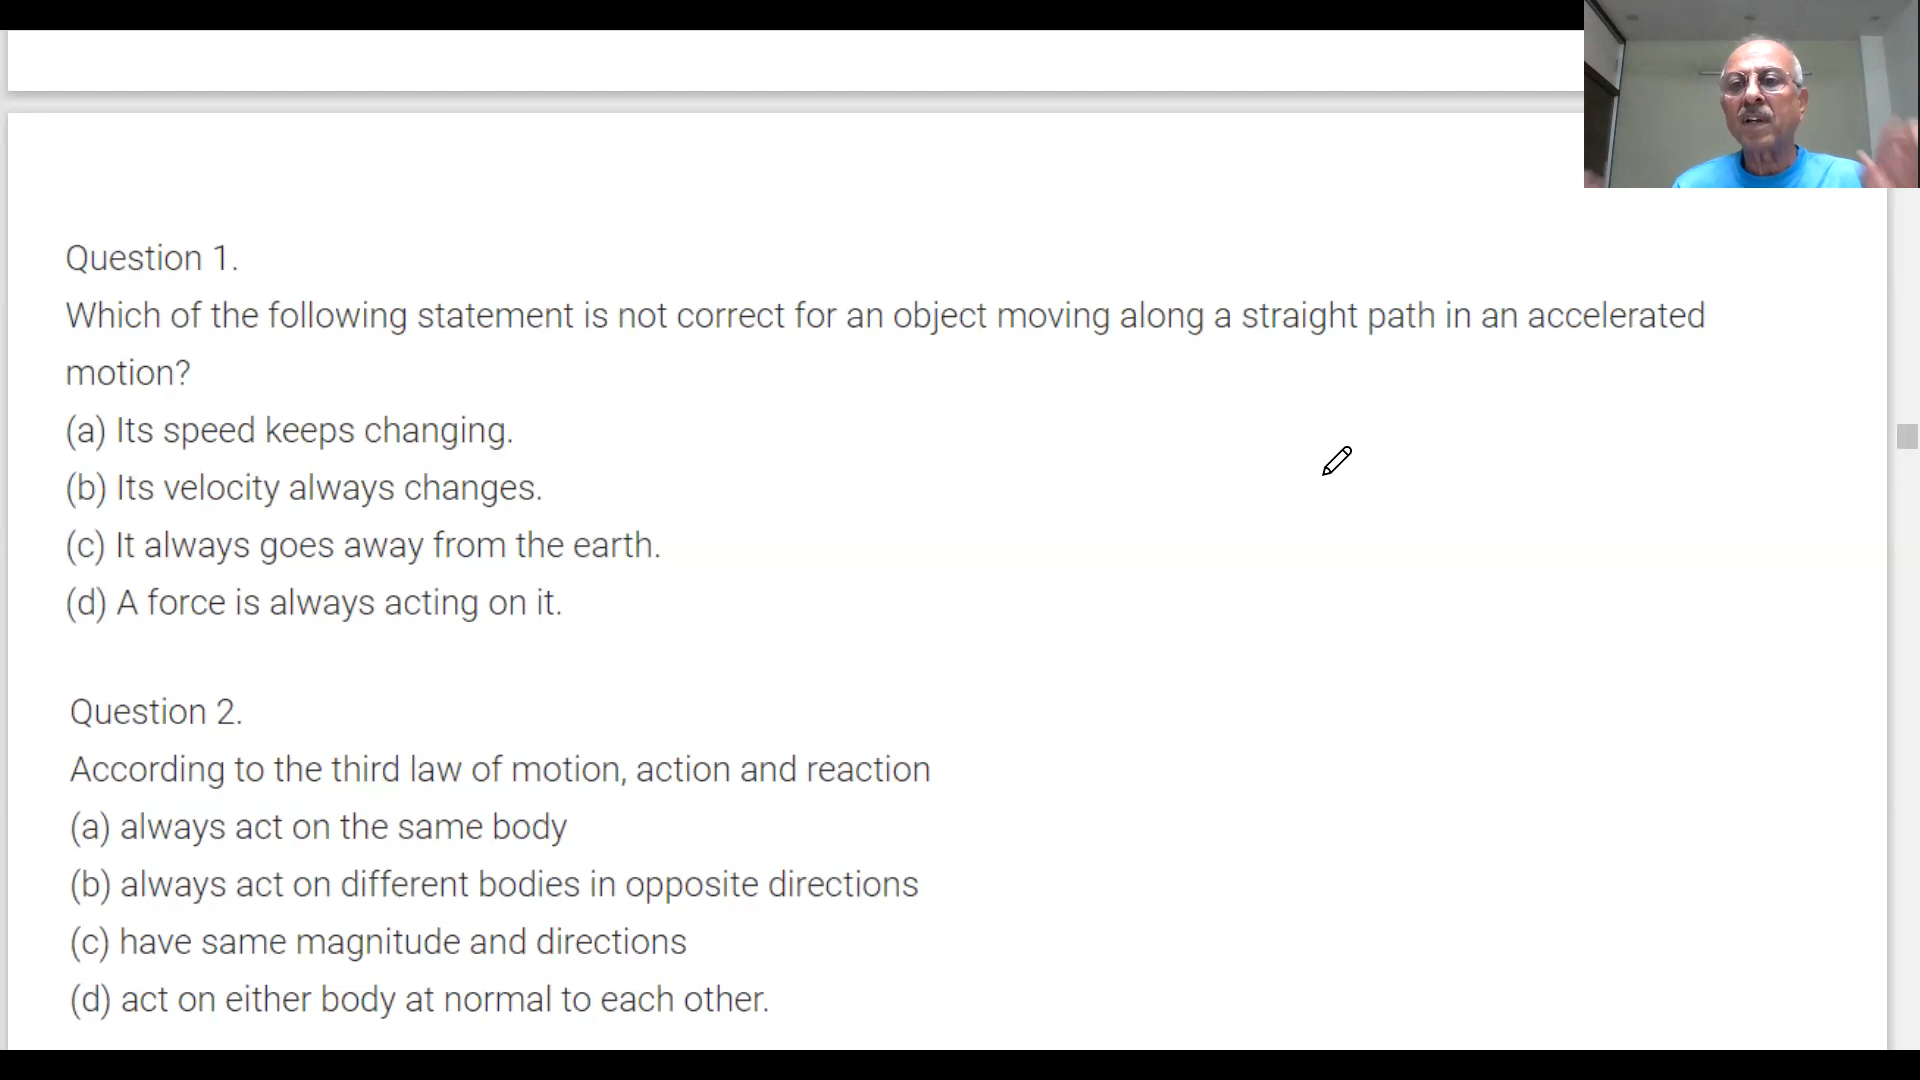 Question 1.
Which of the following statement is not correct for an object moving along a straight path in an accelerated
motion?
(a) Its speed keeps changing.
(b) Its velocity always changes.
(c) It always goes away from the earth.
(d) A force is always acting on it.
Question 2.
According to the third law of motion, action and reaction
(a) always act on the same body
(b) always act on different bodies in opposite directions
(c) have same magnitude and directions
(d) act on either body at normal to each other.